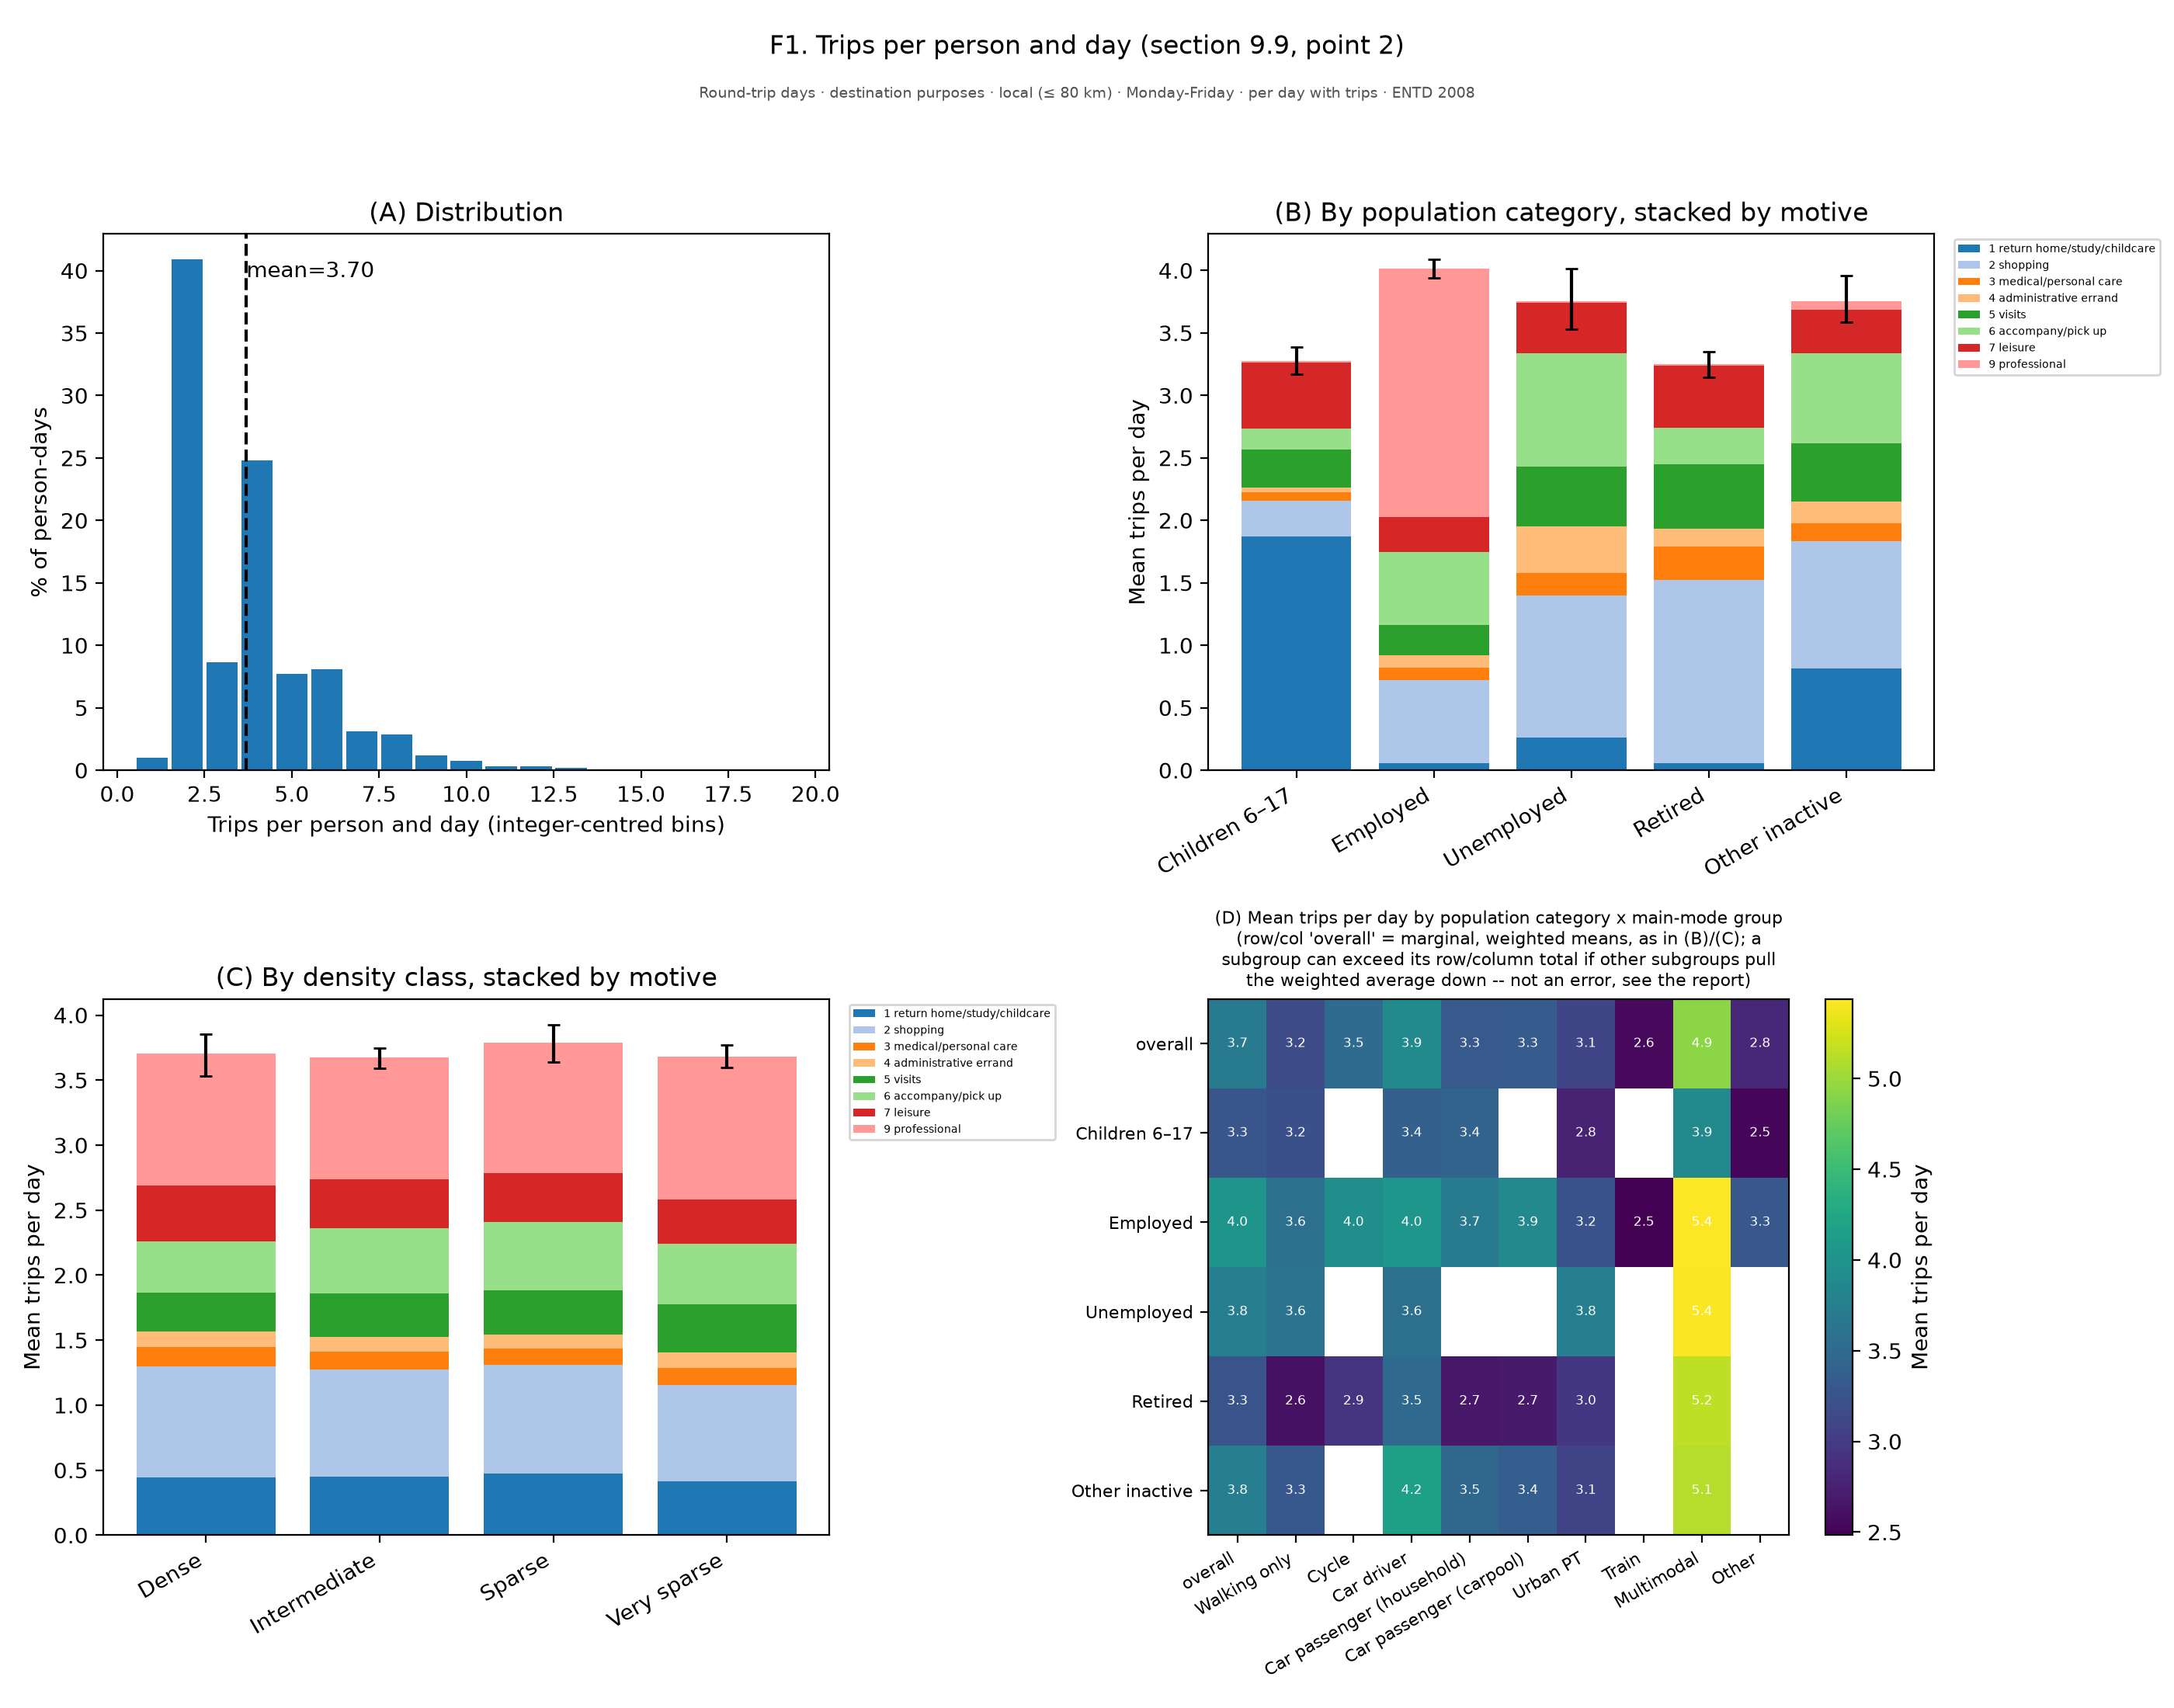 F1. Trips per person and day (section 9.9, point 2)
Round-trip days · destination purposes · local (≤ 80 km) · Monday-Friday · per day with trips · ENTD 2008
(A) Distribution
mean=3.70
40
35
30
25
20
15
10
5
0
% of person-days
0.0 2.5 5.0 7.5 10.0 12.5 15.0 17.5 20.0
Trips per person and day (integer-centred bins)
(B) By population category, stacked by motive
4.0
3.5
3.0
2.5
2.0
1.5
1.0
0.5
0.0
Mean trips per day
Children 6–17
Employed
Unemployed
Retired
Other inactive
1 return home/study/childcare
2 shopping
3 medical/personal care
4 administrative errand
5 visits
6 accompany/pick up
7 leisure
9 professional
(C) By density class, stacked by motive
4.0
3.5
3.0
2.5
2.0
1.5
1.0
0.5
0.0
Mean trips per day
Dense
Intermediate
Sparse
Very sparse
1 return home/study/childcare
2 shopping
3 medical/personal care
4 administrative errand
5 visits
6 accompany/pick up
7 leisure
9 professional
(D) Mean trips per day by population category x main-mode group
(row/col 'overall' = marginal, weighted means, as in (B)/(C); a
subgroup can exceed its row/column total if other subgroups pull
the weighted average down -- not an error, see the report)
overall 3.7 3.2 3.5 3.9 3.3 3.3 3.1 2.6 4.9 2.8
Children 6–17 3.3 3.2 3.4 3.4 2.8 3.9 2.5
Employed 4.0 3.6 4.0 4.0 3.7 3.9 3.2 2.5 5.4 3.3
Unemployed 3.8 3.6 3.6 3.8 5.4
Retired 3.3 2.6 2.9 3.5 2.7 2.7 3.0 5.2
Other inactive 3.8 3.3 4.2 3.5 3.4 3.1 5.1
overall
Walking only
Cycle
Car driver
Car passenger (household)
Car passenger (carpool)
Urban PT
Train
Multimodal
Other
5.0
4.5
4.0
3.5
3.0
2.5
Mean trips per day